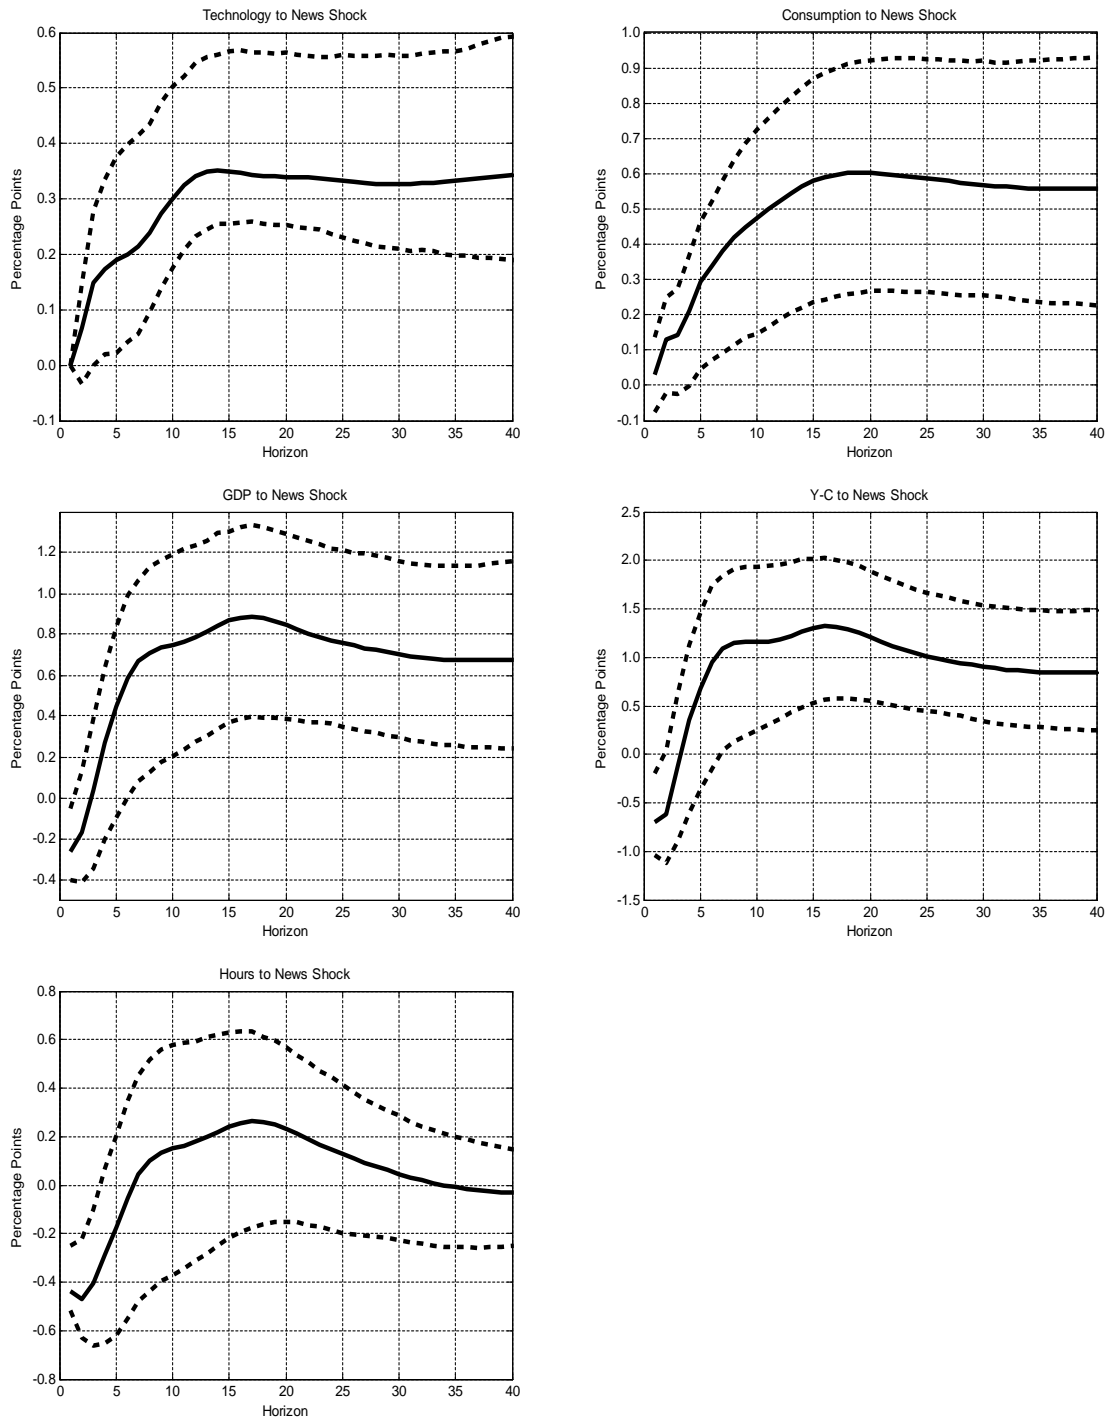 Technology to News Shock
0.6
0.5
0.4
0.3
0.2
0.1
0.0
-0.1
Percentage Points
0 5 10 15 20 25 30 35 40
Horizon
Consumption to News Shock
1.0
0.9
0.8
0.7
0.6
0.5
0.4
0.3
0.2
0.1
0.0
-0.1
Percentage Points
0 5 10 15 20 25 30 35 40
Horizon
GDP to News Shock
1.2
1.0
0.8
0.6
0.4
0.2
0.0
-0.2
-0.4
Percentage Points
0 5 10 15 20 25 30 35 40
Horizon
Y-C to News Shock
2.5
2.0
1.5
1.0
0.5
0.0
-0.5
-1.0
-1.5
Percentage Points
0 5 10 15 20 25 30 35 40
Horizon
Hours to News Shock
0.8
0.6
0.4
0.2
0.0
-0.2
-0.4
-0.6
-0.8
Percentage Points
0 5 10 15 20 25 30 35 40
Horizon